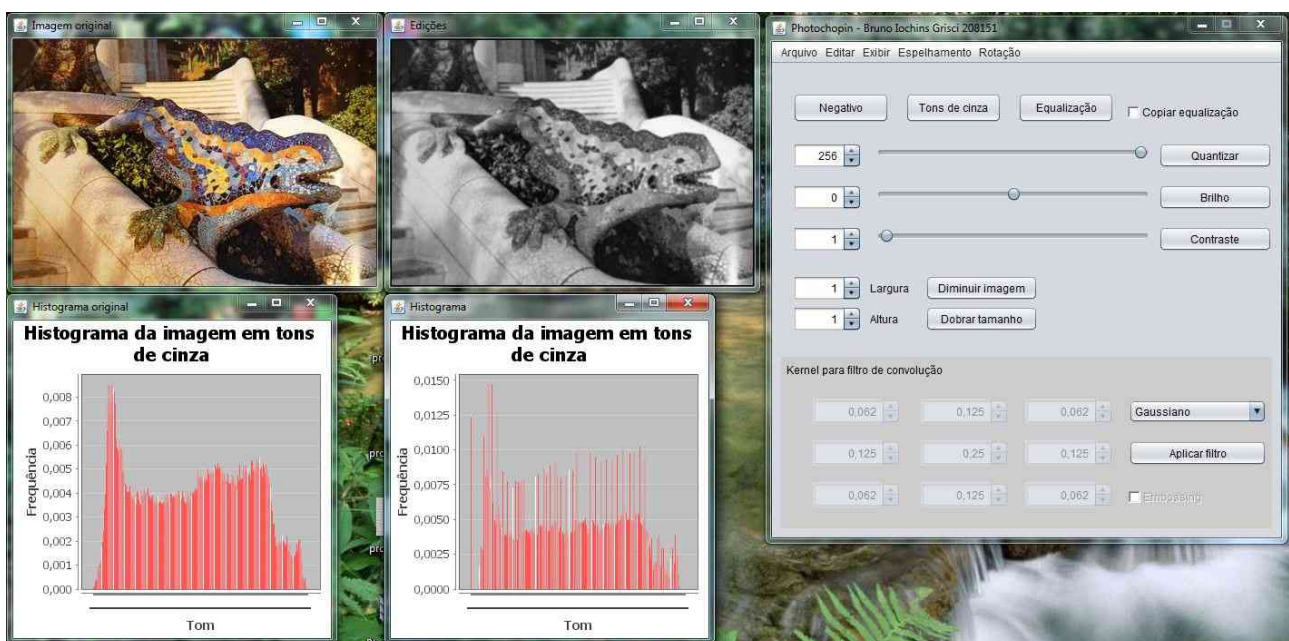 Imagem original
Edições
Histograma original
Histograma da imagem em tons
de cinza
0,008
0,007
0,006
0,005
0,004
0,003
0,002
0,001
0,000
Frequência
Tom
Histograma
Histograma da imagem em tons
de cinza
0,0150
0,0125
0,0100
0,0075
0,0050
0,0025
0,0000
Frequência
Tom
Photochopin - Bruno Iochins Grisci 208151
Arquivo Editar Exibir Espelhamento Rotação
Negativo Tons de cinza Equalização Copiar equalização
256 Quantizar
0 Brilho
1 Contraste
1 Largura Diminuir imagem
1 Altura Dobrar tamanho
Kernel para filtro de convolução
0,062 0,125 0,062 Gaussiano
0,125 0,25 0,125 Aplicar filtro
0,062 0,125 0,062 Embossing